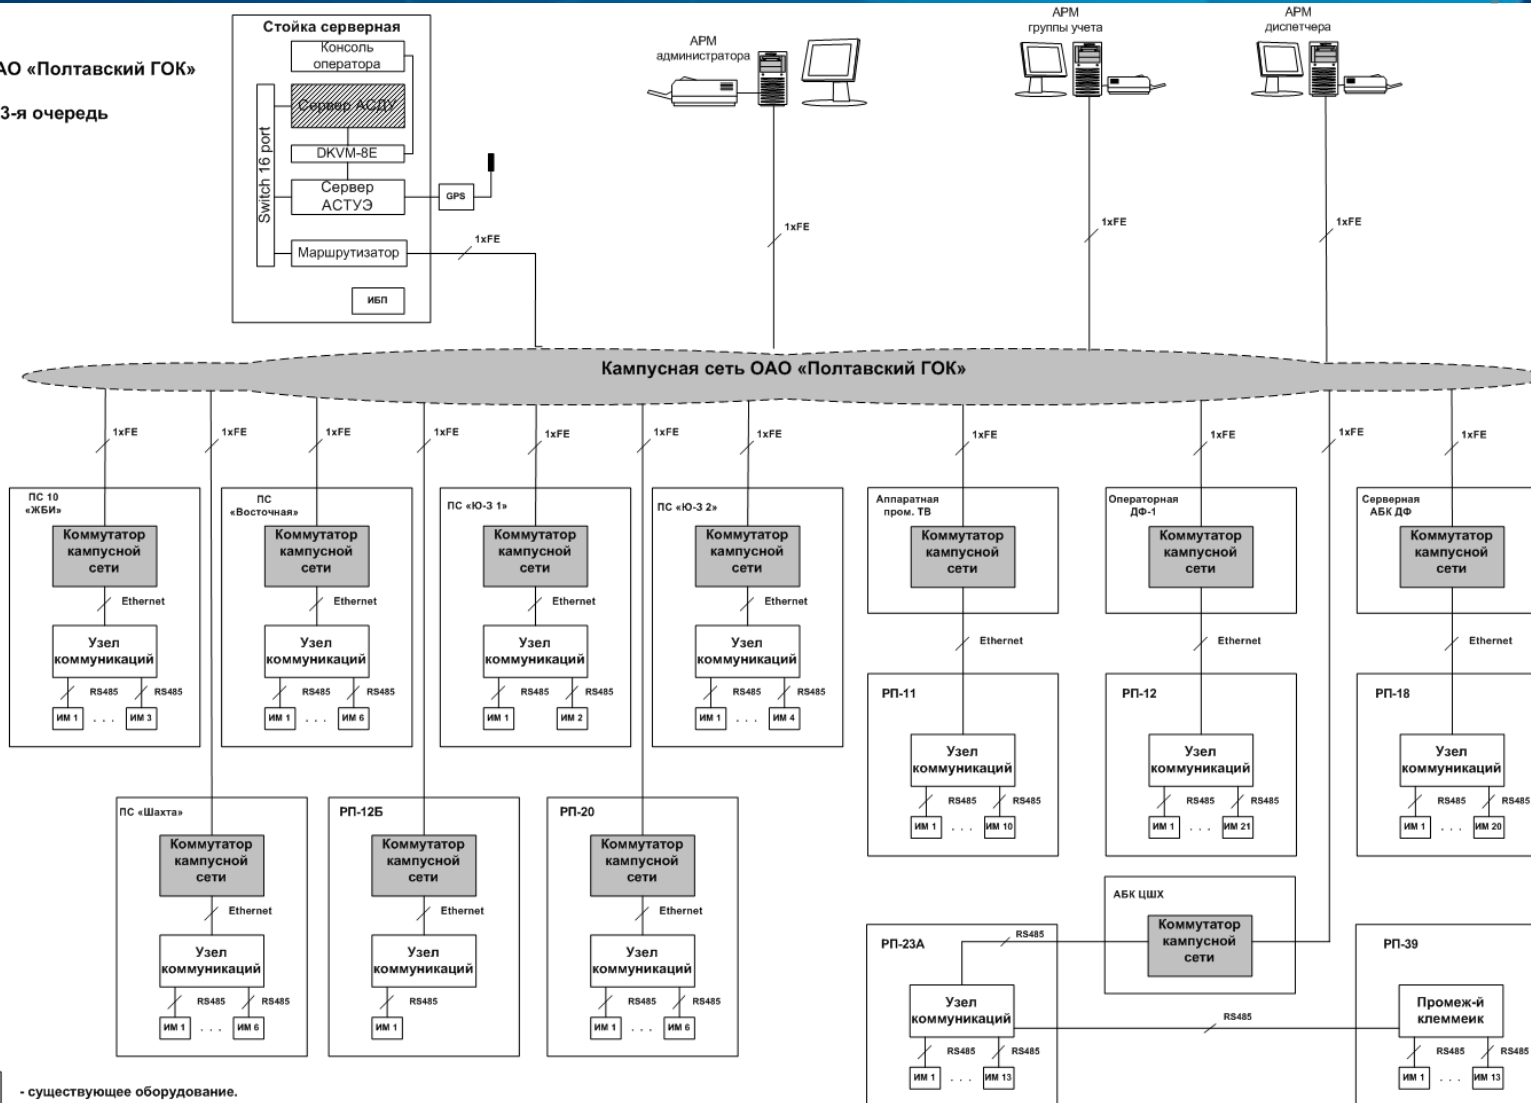 Стойка серверная
Консоль
оператора
Сервер АСДУ
DKVM-8E
Switch 16 port
Сервер
АСТУЭ
GPS
Маршрутизатор
1xFE
ИБП
АО «Полтавский ГОК»
3-я очередь
АРМ
администратора
1xFE
АРМ
группы учета
1xFE
АРМ
диспетчера
1xFE
Кампусная сеть ОАО «Полтавский ГОК»
1xFE
1xFE
1xFE
1xFE
1xFE
1xFE
1xFE
1xFE
1xFE
1xFE
1xFE
ПС 10
«ЖБИ»
Коммутатор
кампусной
сети
Ethernet
Узел
коммуникаций
RS485
RS485
ИМ 1
. . .
ИМ 3
ПС
«Восточная»
Коммутатор
кампусной
сети
Ethernet
Узел
коммуникаций
RS485
RS485
ИМ 1
. . .
ИМ 6
ПС «Ю-З 1»
Коммутатор
кампусной
сети
Ethernet
Узел
коммуникаций
RS485
RS485
ИМ 1
ИМ 2
ПС «Ю-З 2»
Коммутатор
кампусной
сети
Ethernet
Узел
коммуникаций
RS485
RS485
ИМ 1
. . .
ИМ 4
Аппаратная
пром. ТВ
Коммутатор
кампусной
сети
Ethernet
РП-11
Узел
коммуникаций
RS485
RS485
ИМ 1
. . .
ИМ 10
Операторная
ДФ-1
Коммутатор
кампусной
сети
Ethernet
РП-12
Узел
коммуникаций
RS485
RS485
ИМ 1
. . .
ИМ 21
Серверная
АБК ДФ
Коммутатор
кампусной
сети
Ethernet
РП-18
Узел
коммуникаций
RS485
RS485
ИМ 1
. . .
ИМ 20
ПС «Шахта»
Коммутатор
кампусной
сети
Ethernet
Узел
коммуникаций
RS485
RS485
ИМ 1
. . .
ИМ 6
РП-12Б
Коммутатор
кампусной
сети
Ethernet
Узел
коммуникаций
RS485
ИМ 1
РП-20
Коммутатор
кампусной
сети
Ethernet
Узел
коммуникаций
RS485
RS485
ИМ 1
. . .
ИМ 6
АБК ЦШХ
Коммутатор
кампусной
сети
RS485
РП-23А
Узел
коммуникаций
RS485
RS485
ИМ 1
. . .
ИМ 13
RS485
РП-39
Промеж-й
клеммеик
RS485
RS485
ИМ 1
. . .
ИМ 13
- существующее оборудование.